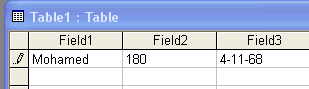 Table1 : Table
Field1 Field2 Field3
Mohamed 180 4-11-68